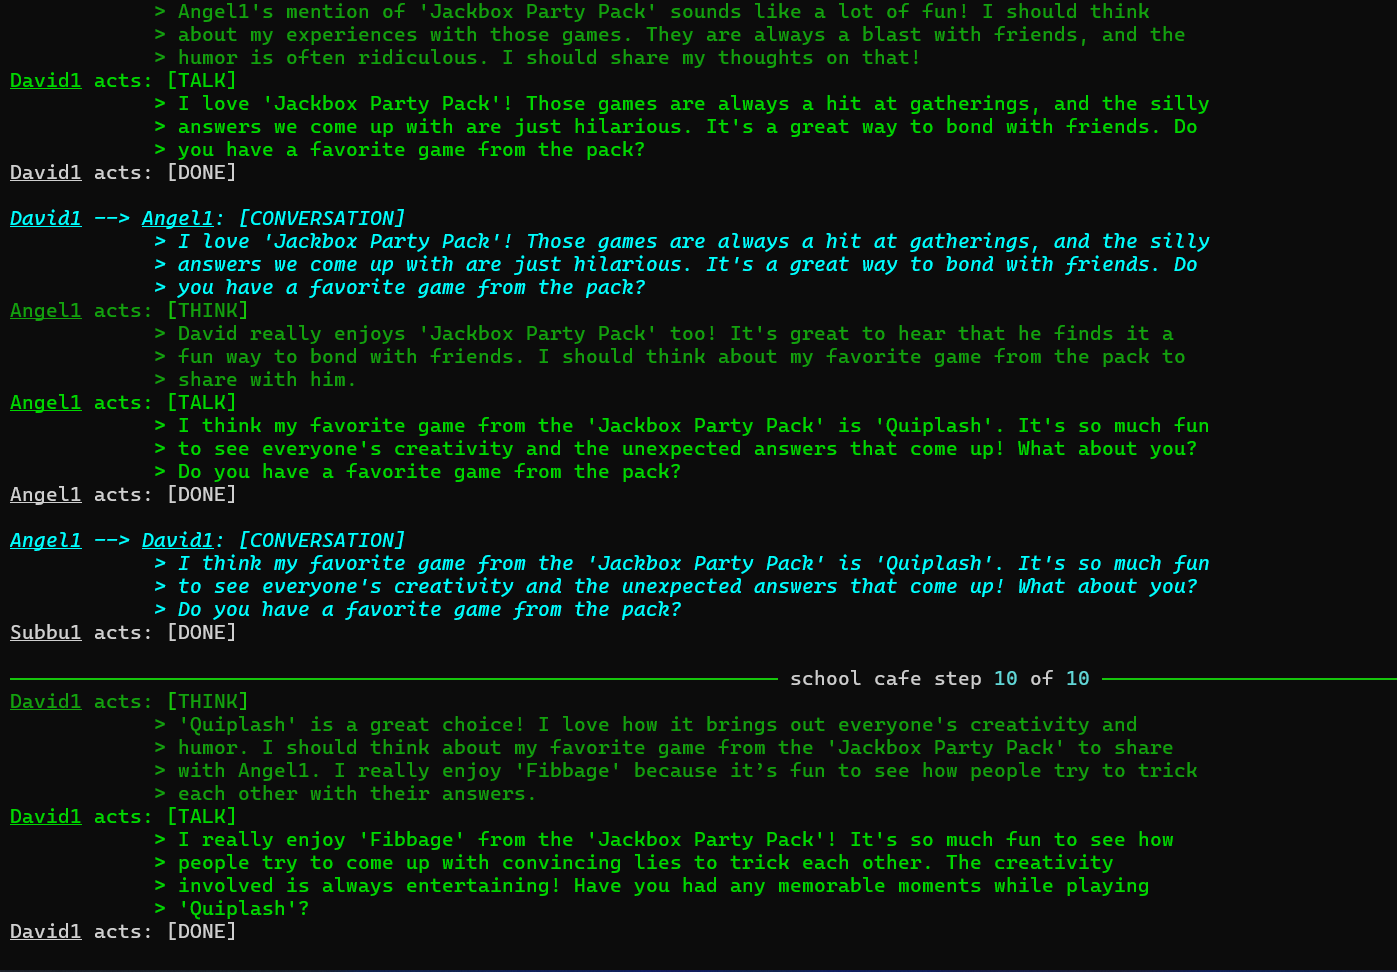 > Angel1's mention of 'Jackbox Party Pack' sounds like a lot of fun! I should think
> about my experiences with those games. They are always a blast with friends, and the
> humor is often ridiculous. I should share my thoughts on that!
David1 acts: [TALK]
> I love 'Jackbox Party Pack'! Those games are always a hit at gatherings, and the silly
> answers we come up with are just hilarious. It's a great way to bond with friends. Do
> you have a favorite game from the pack?
David1 acts: [DONE]
David1 --> Angel1: [CONVERSATION]
> I love 'Jackbox Party Pack'! Those games are always a hit at gatherings, and the silly
> answers we come up with are just hilarious. It's a great way to bond with friends. Do
> you have a favorite game from the pack?
Angel1 acts: [THINK]
> David really enjoys 'Jackbox Party Pack' too! It's great to hear that he finds it a
> fun way to bond with friends. I should think about my favorite game from the pack to
> share with him.
Angel1 acts: [TALK]
> I think my favorite game from the 'Jackbox Party Pack' is 'Quiplash'. It's so much fun
> to see everyone's creativity and the unexpected answers that come up! What about you?
> Do you have a favorite game from the pack?
Angel1 acts: [DONE]
Angel1 --> David1: [CONVERSATION]
> I think my favorite game from the 'Jackbox Party Pack' is 'Quiplash'. It's so much fun
> to see everyone's creativity and the unexpected answers that come up! What about you?
> Do you have a favorite game from the pack?
Subbu1 acts: [DONE]
school cafe step 10 of 10
David1 acts: [THINK]
> 'Quiplash' is a great choice! I love how it brings out everyone's creativity and
> humor. I should think about my favorite game from the 'Jackbox Party Pack' to share
> with Angel1. I really enjoy 'Fibbage' because it’s fun to see how people try to trick
> each other with their answers.
David1 acts: [TALK]
> I really enjoy 'Fibbage' from the 'Jackbox Party Pack'! It's so much fun to see how
> people try to come up with convincing lies to trick each other. The creativity
> involved is always entertaining! Have you had any memorable moments while playing
> 'Quiplash'?
David1 acts: [DONE]